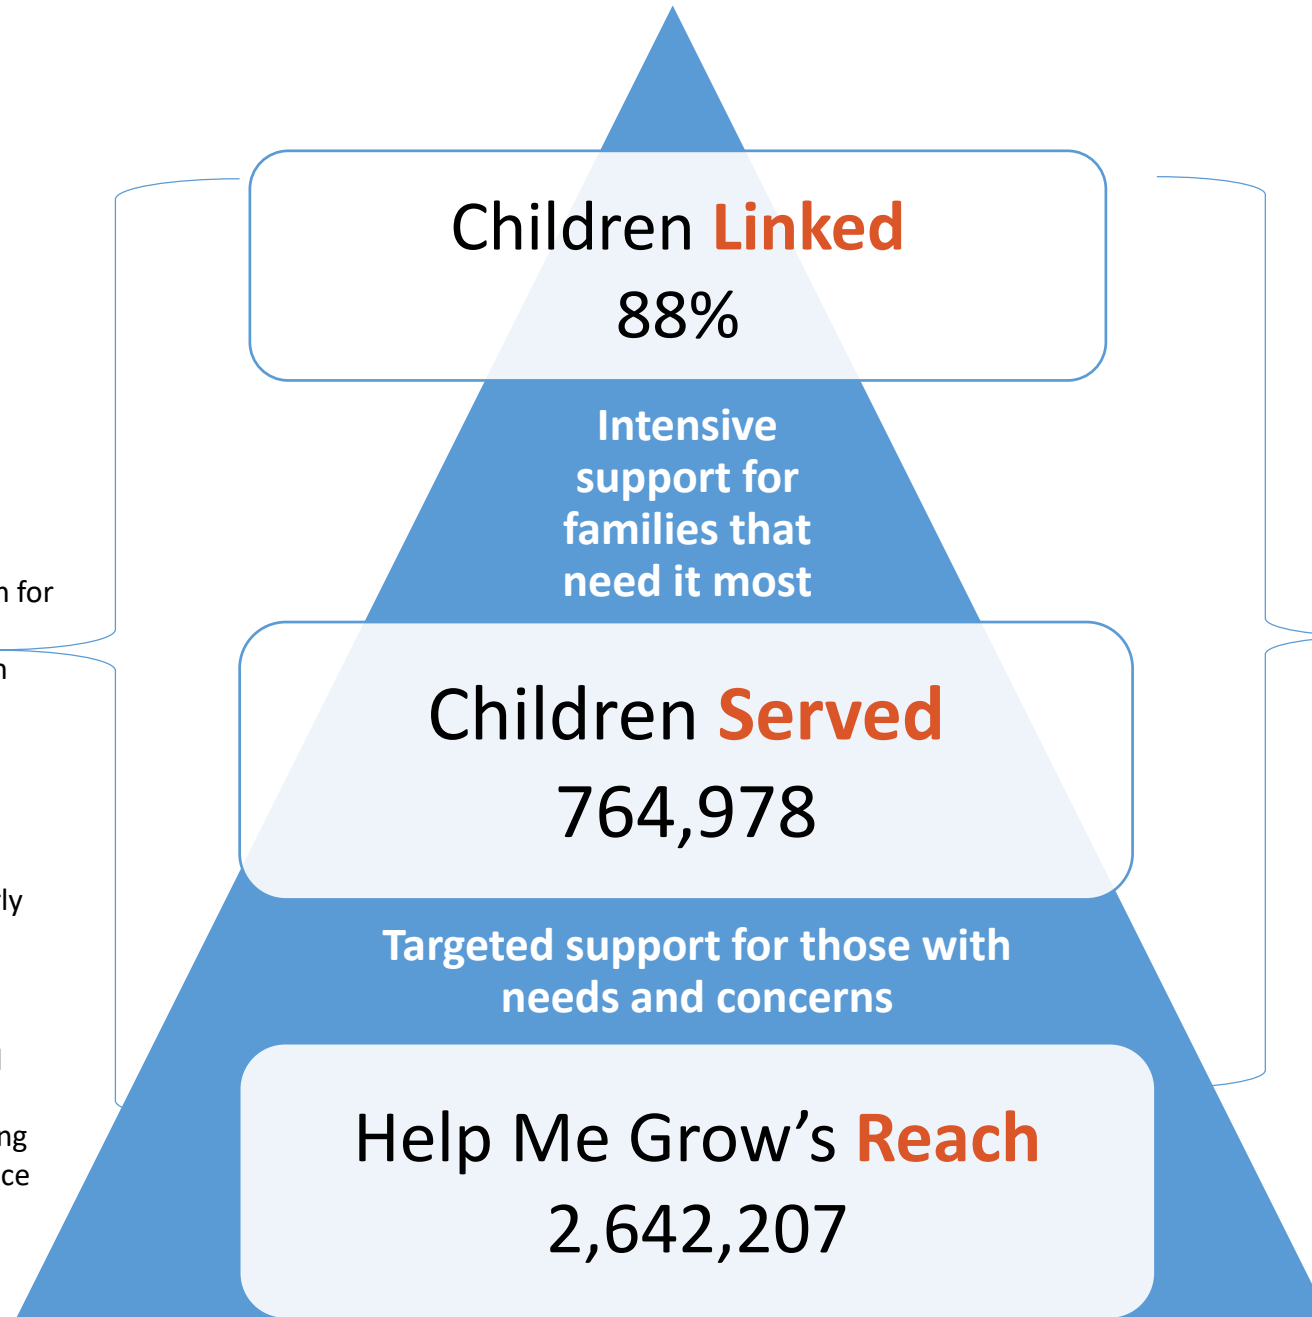 Children Linked
88%
Intensive
support for
families that
need it most
for
Children Served
764,978
Targeted support for those with
needs and concerns
Help Me Grow’s Reach
2,642,207